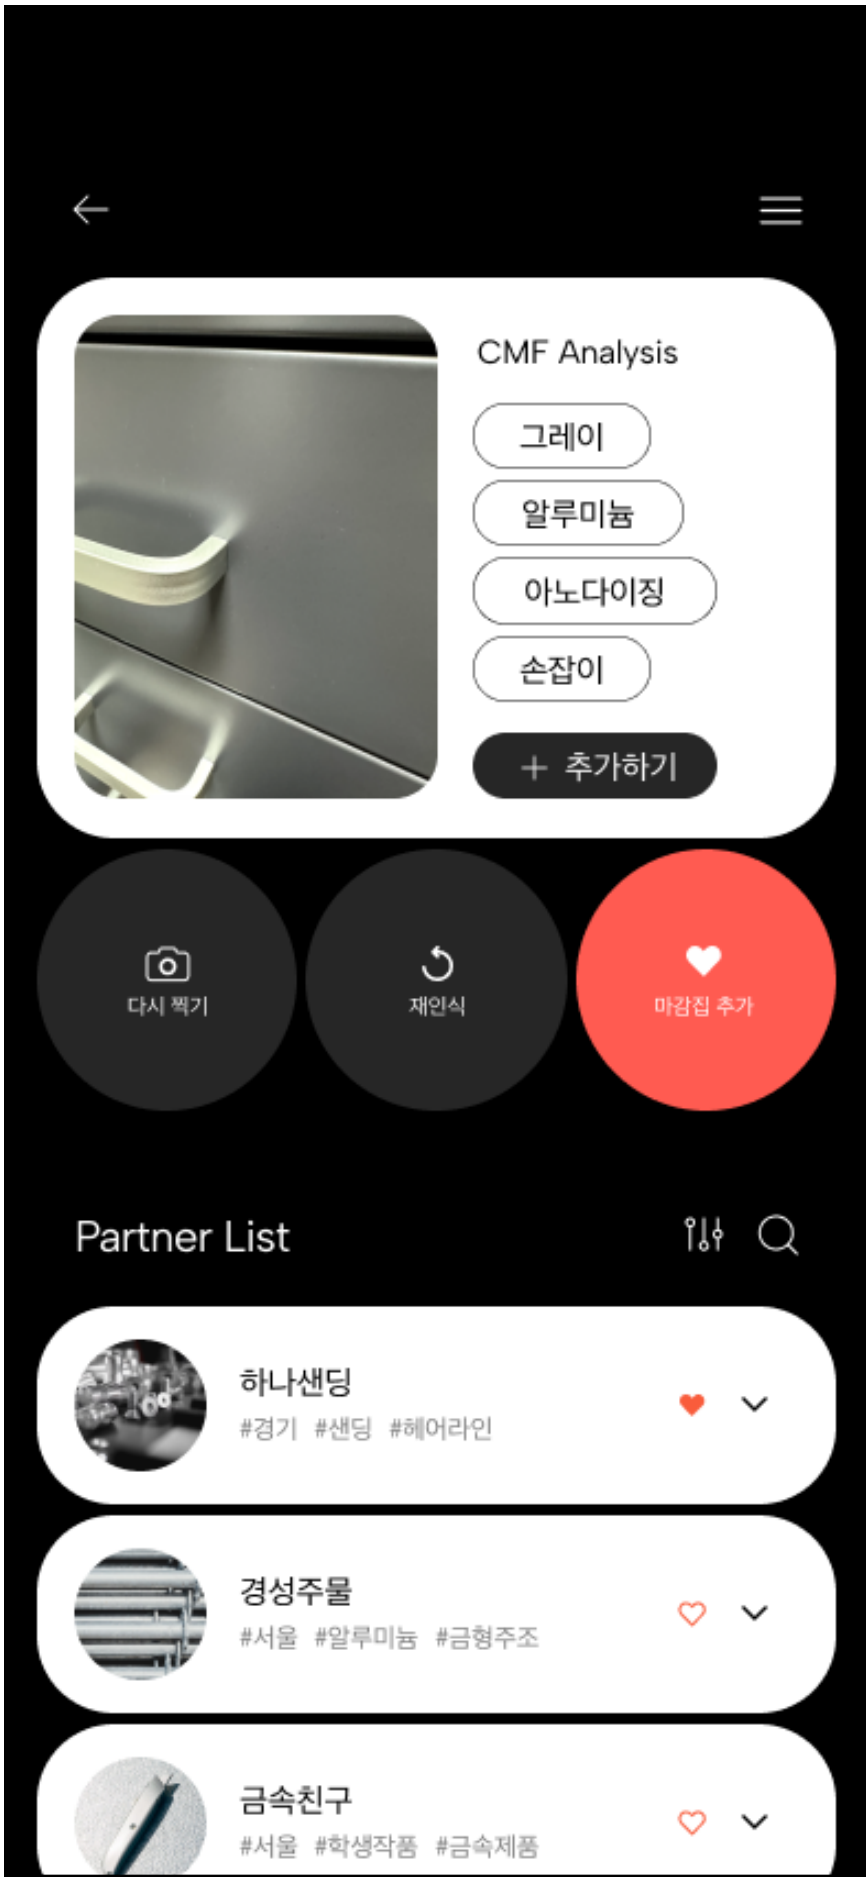 CMF Analysis
그레이
알루미늄
아노다이징
손잡이
+ 추가하기
다시 찍기
재인식
마감집 추가
Partner List
하나샌딩
#경기 #샌딩 #헤어라인
경성주물
#서울 #알루미늄 #금형주조
금속친구
#서울 #학생작품 #금속제품